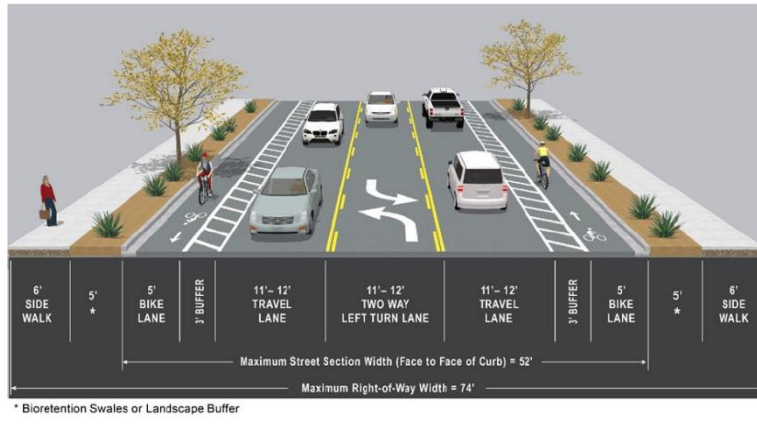 6'
SIDE
WALK
5'
*
5'
BIKE
LANE
3' BUFFER
11'– 12'
TRAVEL
LANE
11'– 12'
TWO WAY
LEFT TURN LANE
11'– 12'
TRAVEL
LANE
3' BUFFER
5'
BIKE
LANE
5'
*
6'
SIDE
WALK
Maximum Street Section Width (Face to Face of Curb) = 52'
Maximum Right-of-Way Width = 74'
* Bioretention Swales or Landscape Buffer